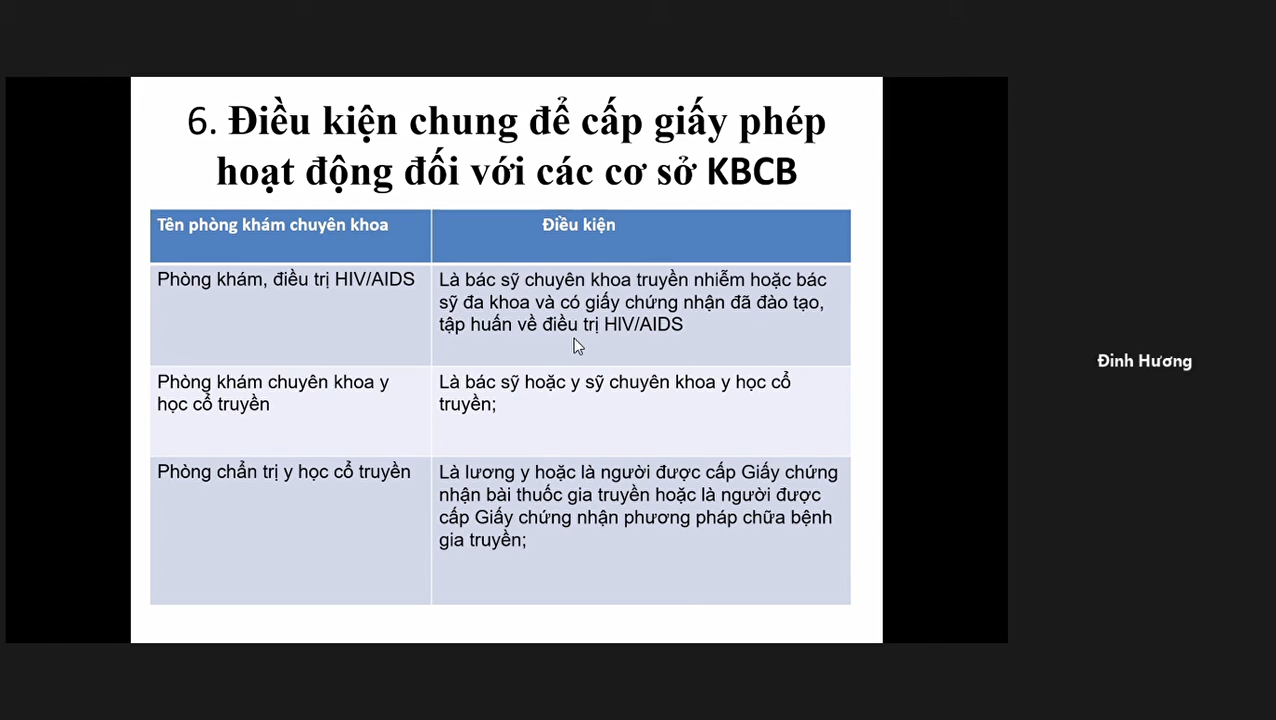 6. Điều kiện chung để cấp giấy phép
hoạt động đối với các cơ sở KBCB
Tên phòng khám chuyên khoa
Điều kiện
Phòng khám, điều trị HIV/AIDS
Là bác sỹ chuyên khoa truyền nhiễm hoặc bác
sỹ đa khoa và có giấy chứng nhận đã đào tạo,
tập huấn về điều trị HIV/AIDS
Phòng khám chuyên khoa y
học cổ truyền
Là bác sỹ hoặc y sỹ chuyên khoa y học cổ
truyền;
Phòng chẩn trị y học cổ truyền
Là lương y hoặc là người được cấp Giấy chứng
nhận bài thuốc gia truyền hoặc là người được
cấp Giấy chứng nhận phương pháp chữa bệnh
gia truyền;
Đinh Hương